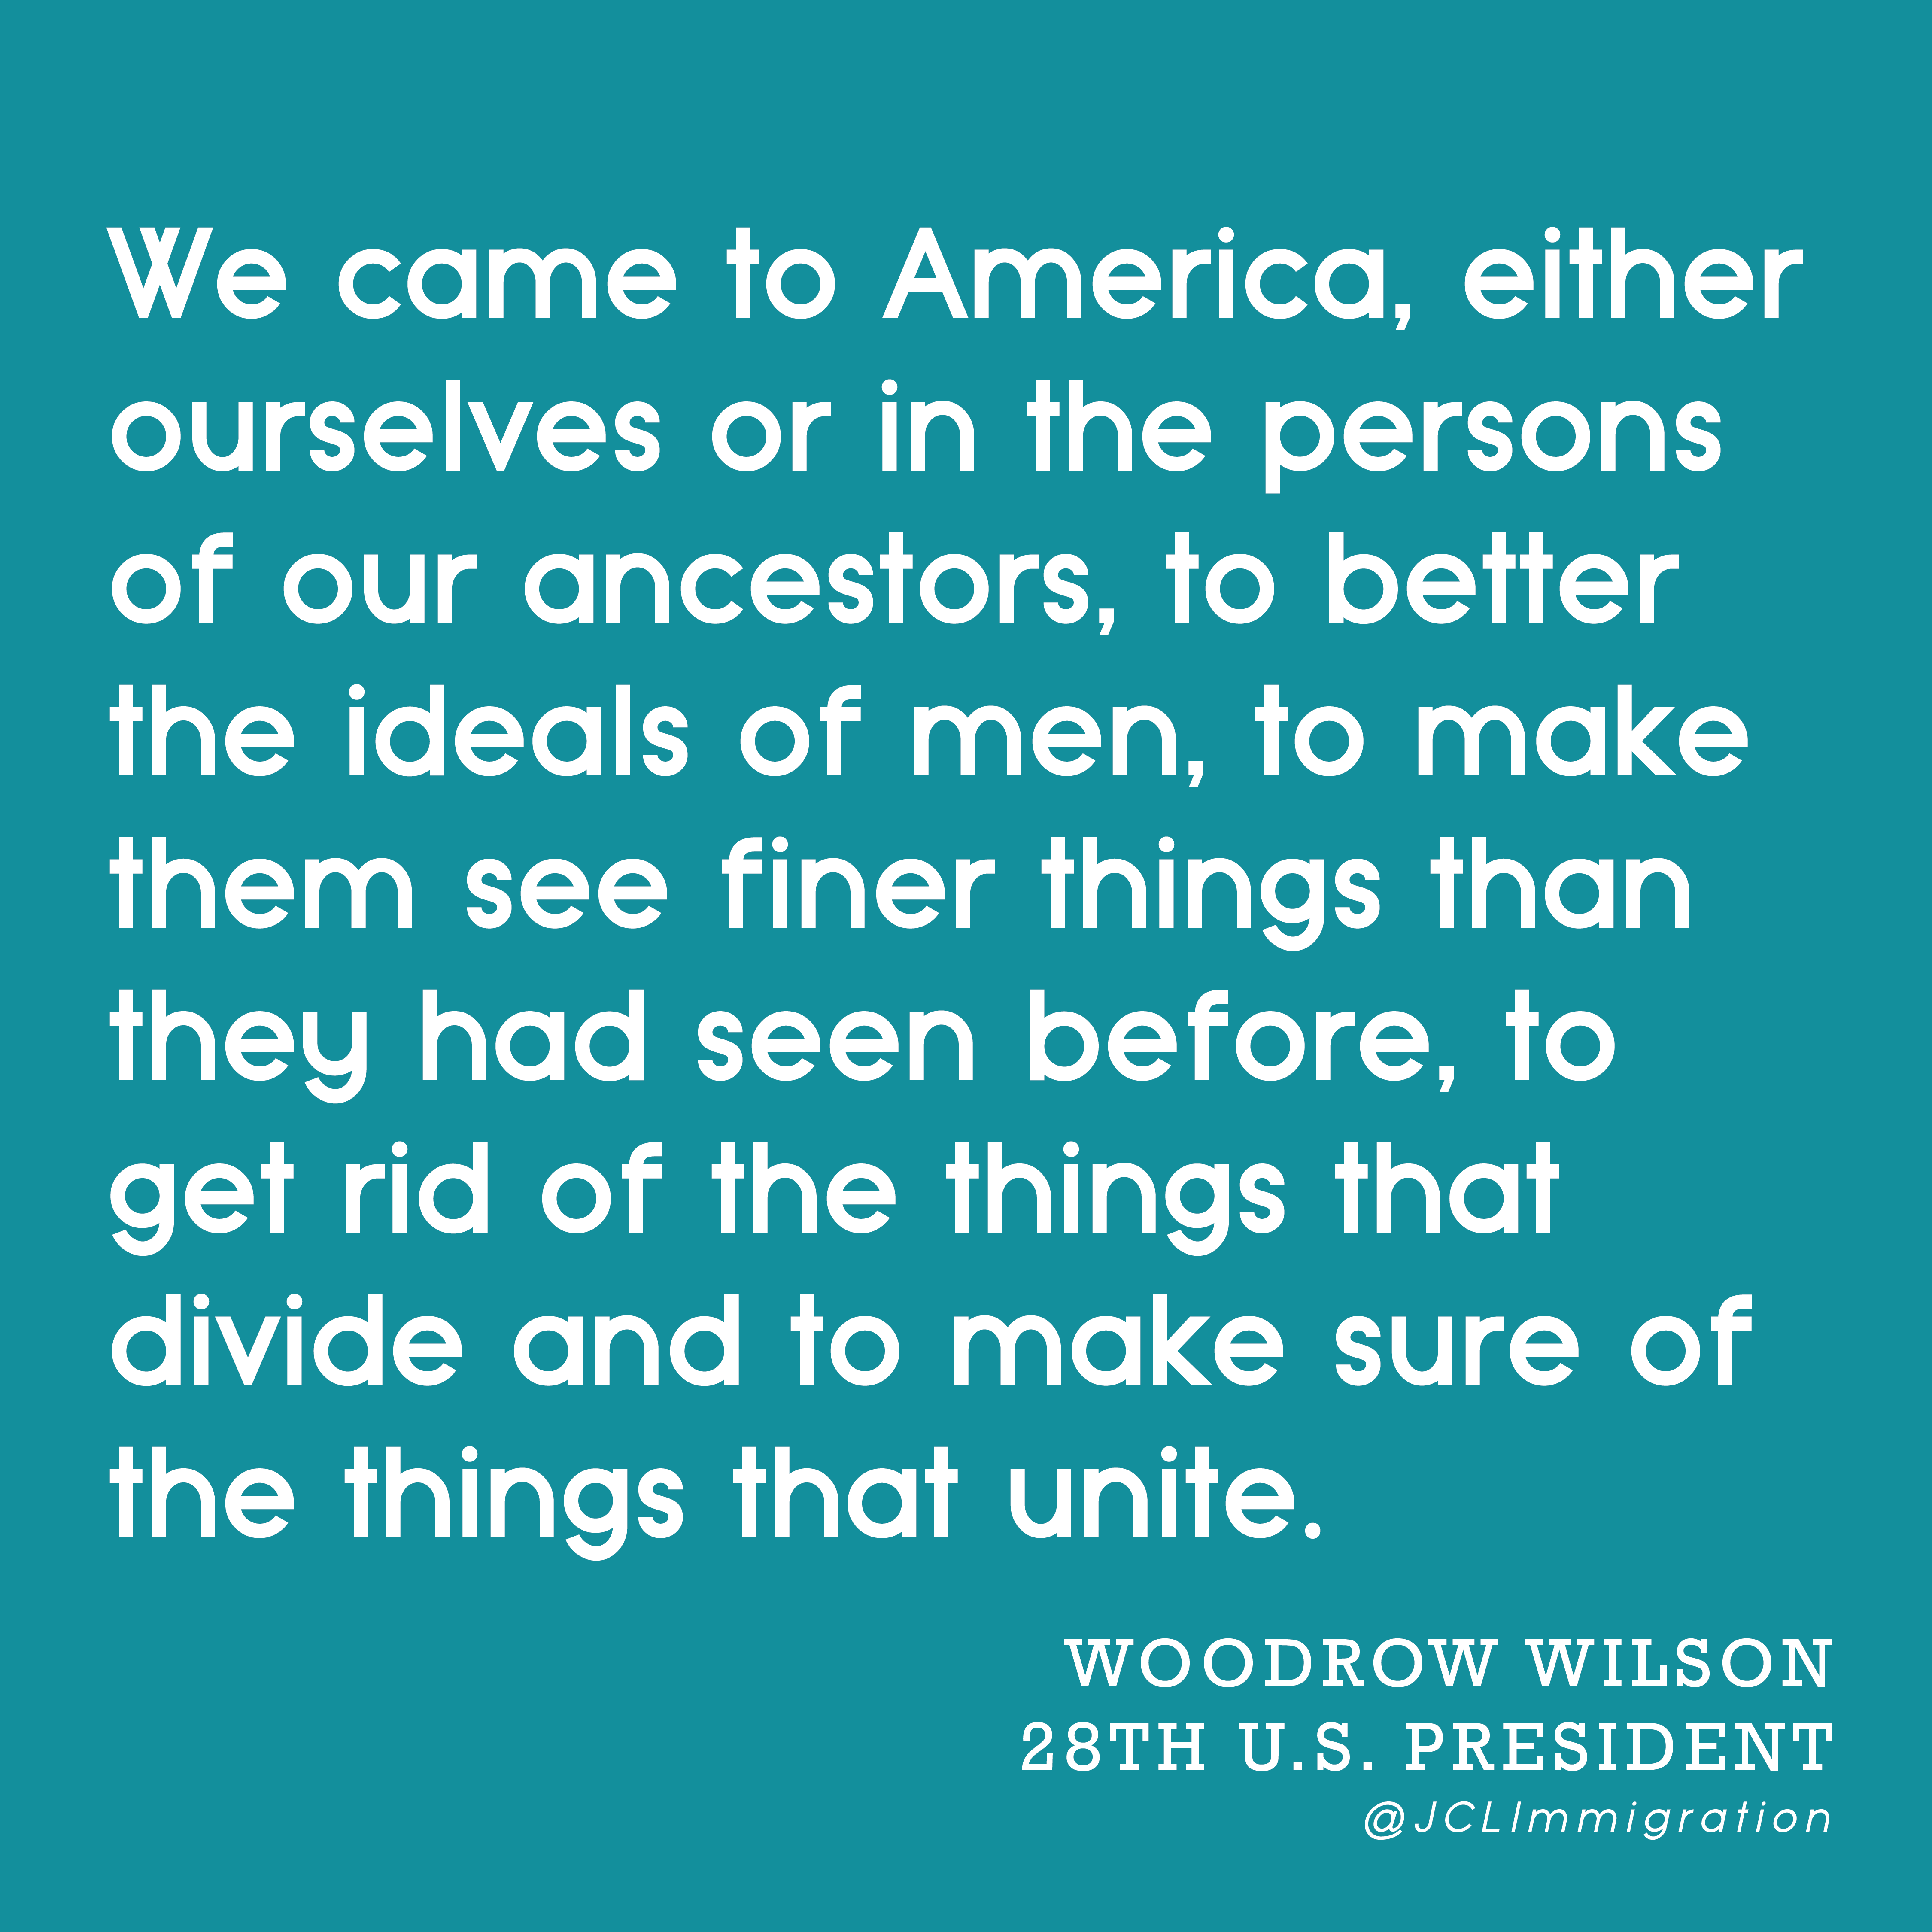 We came to America, either
ourselves or in the persons
of our ancestors, to better
the ideals of men, to make
them see finer things than
they had seen before, to
get rid of the things that
divide and to make sure of
the things that unite.
WOODROW WILSON
28TH U.S. PRESIDENT
@JCLImmigration